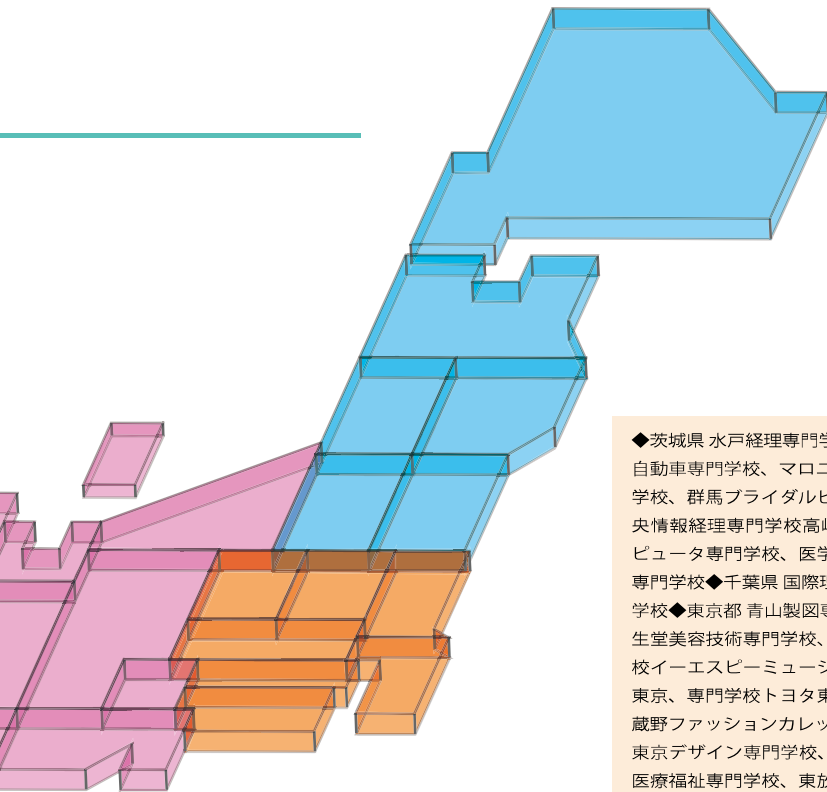 ◆茨城県 水戸経理専門学
自動車専門学校、マロニ
学校、群馬ブライダルビ
央情報経理専門学校高崎
ピュータ専門学校、医学
専門学校◆千葉県 国際理
学校◆東京都 青山製図専
生堂美容技術専門学校、
校イーエスピーミュージ
東京、専門学校トヨタ東
蔵野ファッションカレッ
東京デザイン専門学校、
医療福祉専門学校、東放